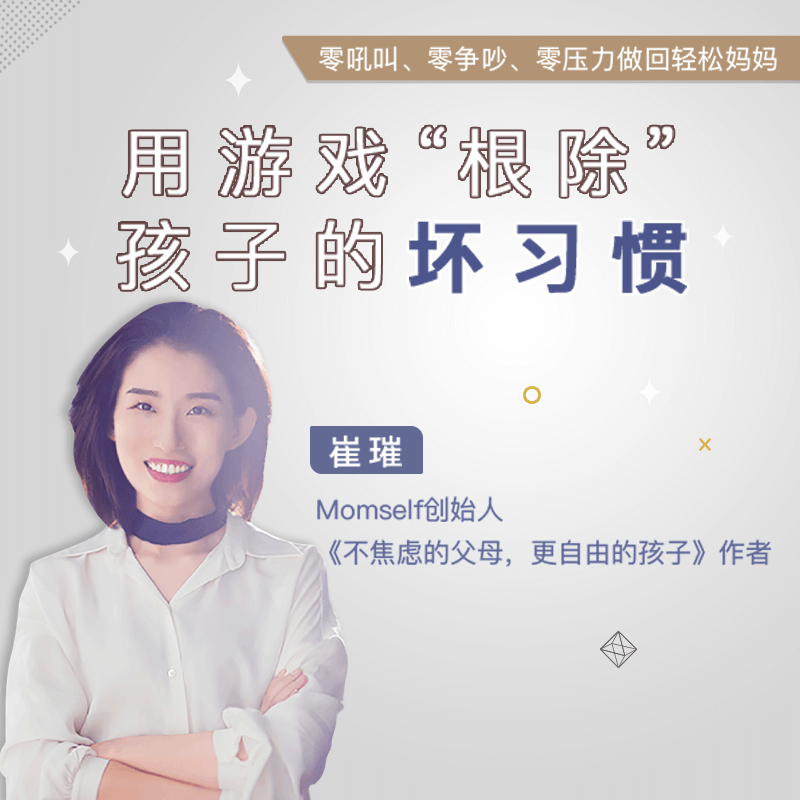 零吼叫、零争吵、零压力做回轻松妈妈
用游戏“根除”
孩子的坏习惯
崔璀
Momself创始人
《不焦虑的父母，更自由的孩子》作者